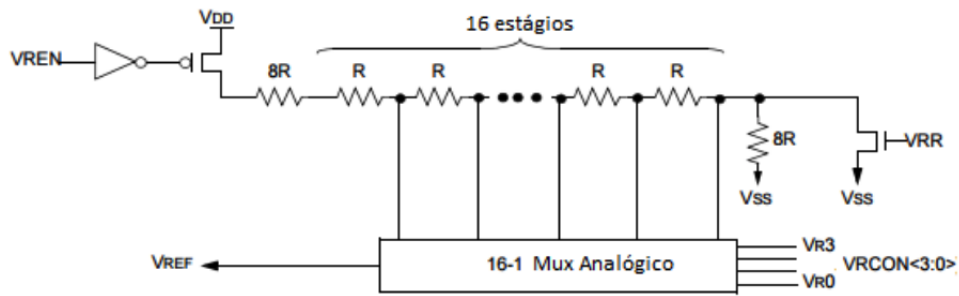 16 estágios
VDD
VREN
8R
R
R
R
R
8R
VRR
VSS
VSS
VREF
16-1 Mux Analógico
VR3
VRCON<3:0>
VR0